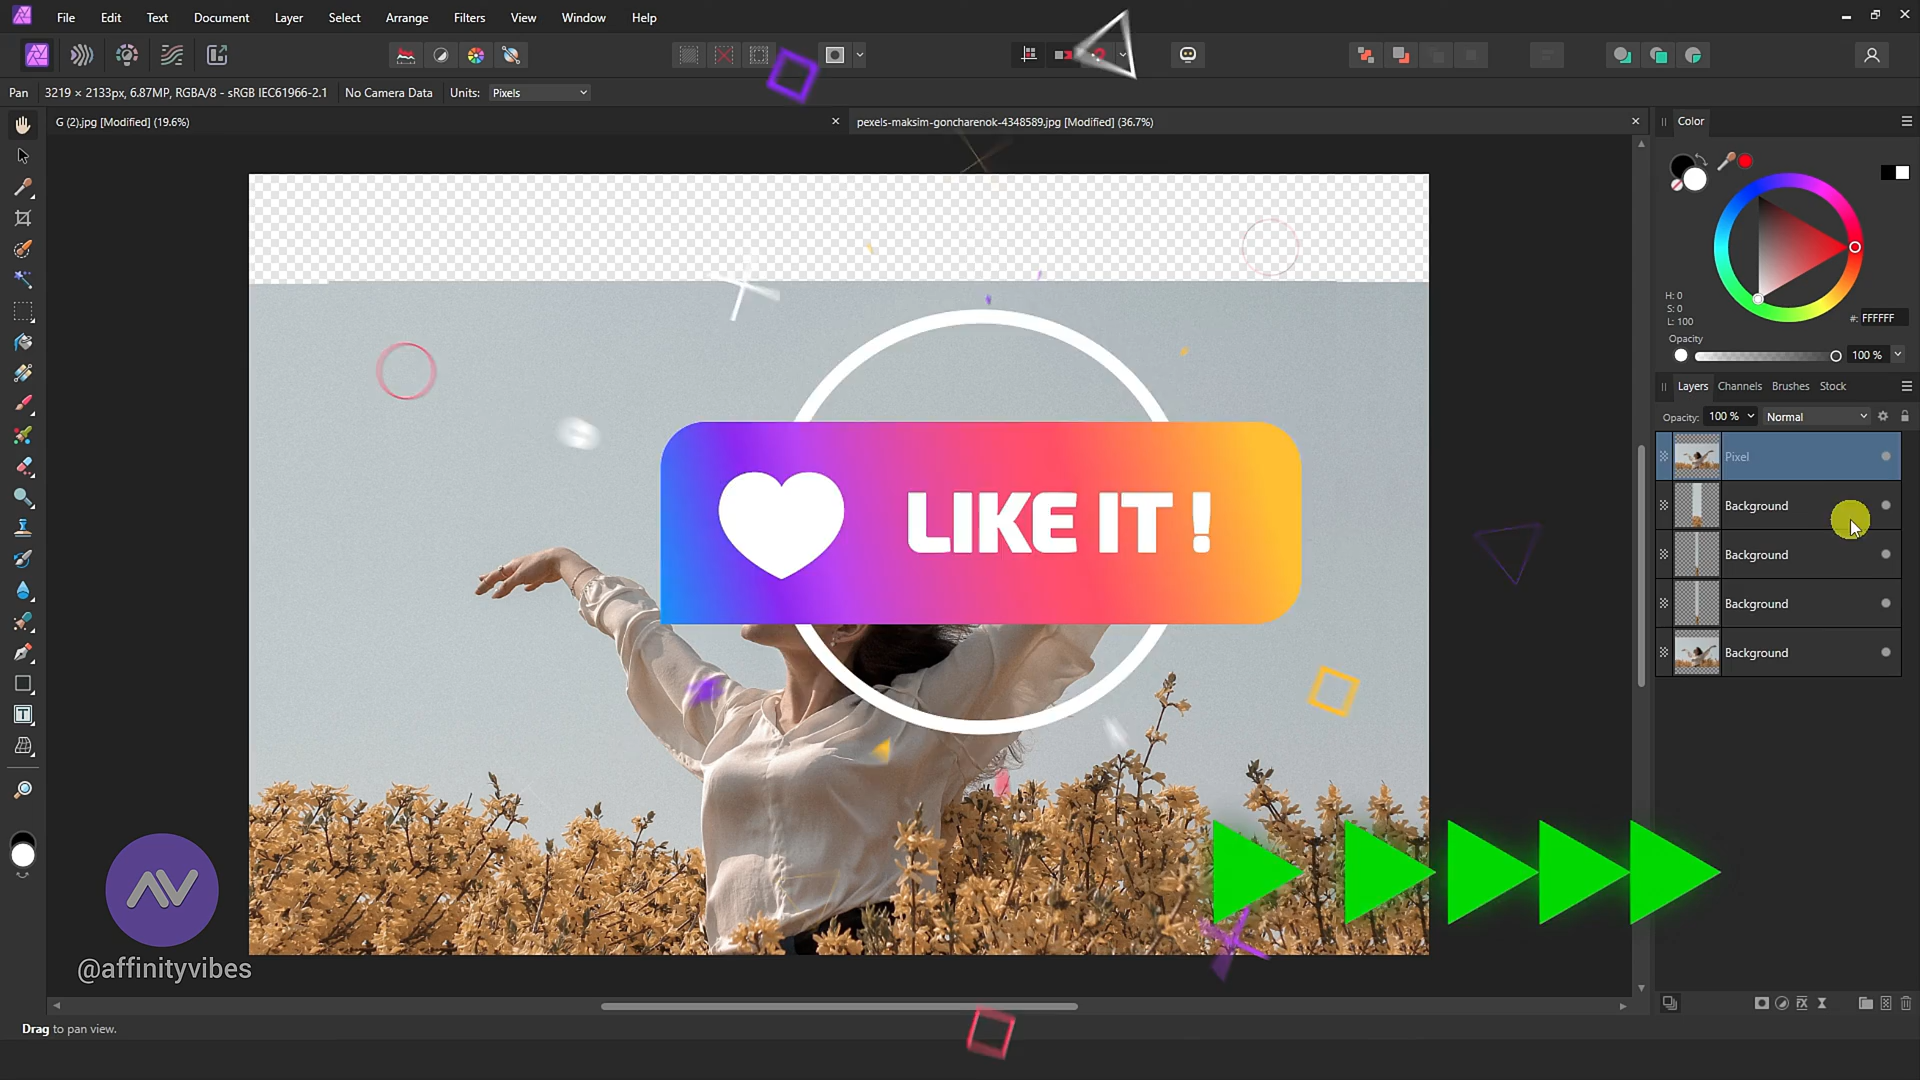 File Edit Text Document Layer Select Arrange Filters View Window Help
Pan 3219 × 2133px, 6.87MP, RGBA/8 - sRGB IEC61966-2.1 No Camera Data Units: Pixels
G (2).jpg [Modified] (19.6%)
pexels-maksim-goncharenok-4348589.jpg [Modified] (36.7%)
Color
H: 0
S: 0
L: 100
#: FFFFFF
Opacity
100 %
Layers Channels Brushes Stock
Opacity: 100 % Normal
Pixel
Background
Background
Background
Background
LIKE IT !
AV
@affinityvibes
Drag to pan view.